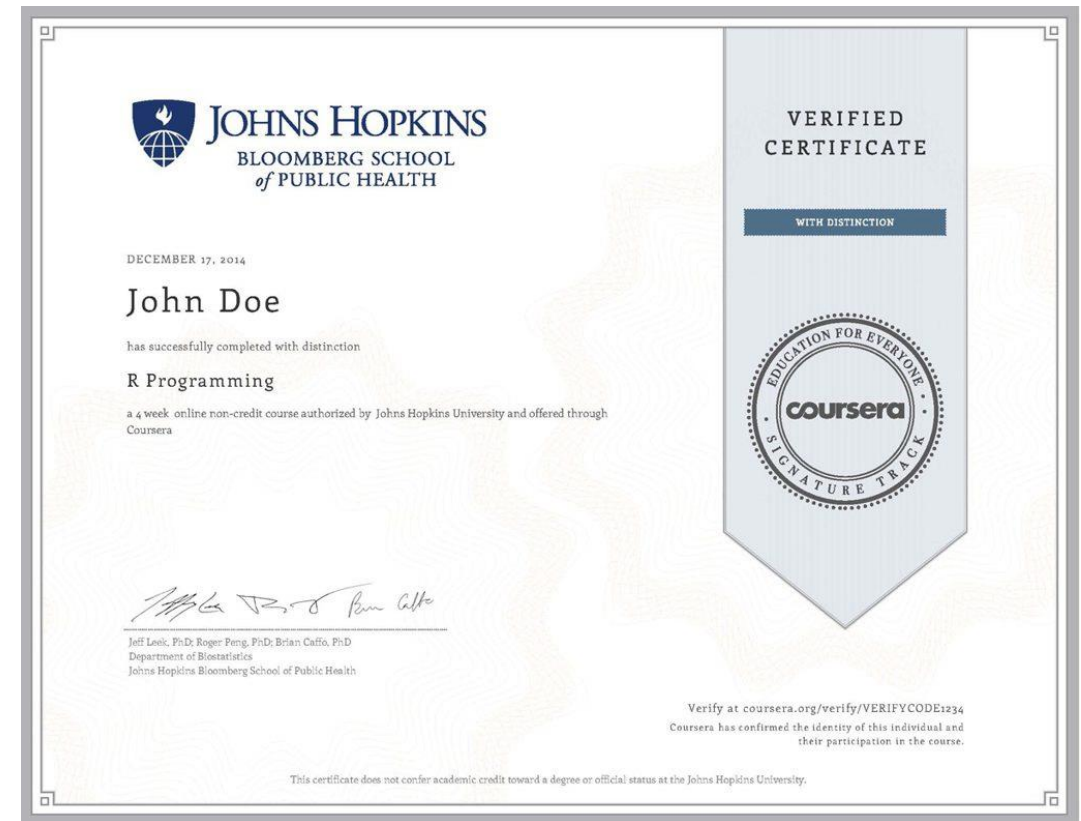 JOHNS HOPKINS
BLOOMBERG SCHOOL
of PUBLIC HEALTH
DECEMBER 17, 2014
John Doe
has successfully completed with distinction
R Programming
a 4 week online non-credit course authorized by Johns Hopkins University and offered through
Coursera
Jeff Leek, PhD; Roger Peng, PhD; Brian Caffo, PhD
Department of Biostatistics
Johns Hopkins Bloomberg School of Public Health
VERIFIED
CERTIFICATE
WITH DISTINCTION
EDUCATION FOR EVERYONE
coursera
SIGNATURE TRACK
Verify at coursera.org/verify/VERIFYCODE1234
Coursera has confirmed the identity of this individual and
their participation in the course.
This certificate does not confer academic credit toward a degree or official status at the Johns Hopkins University.